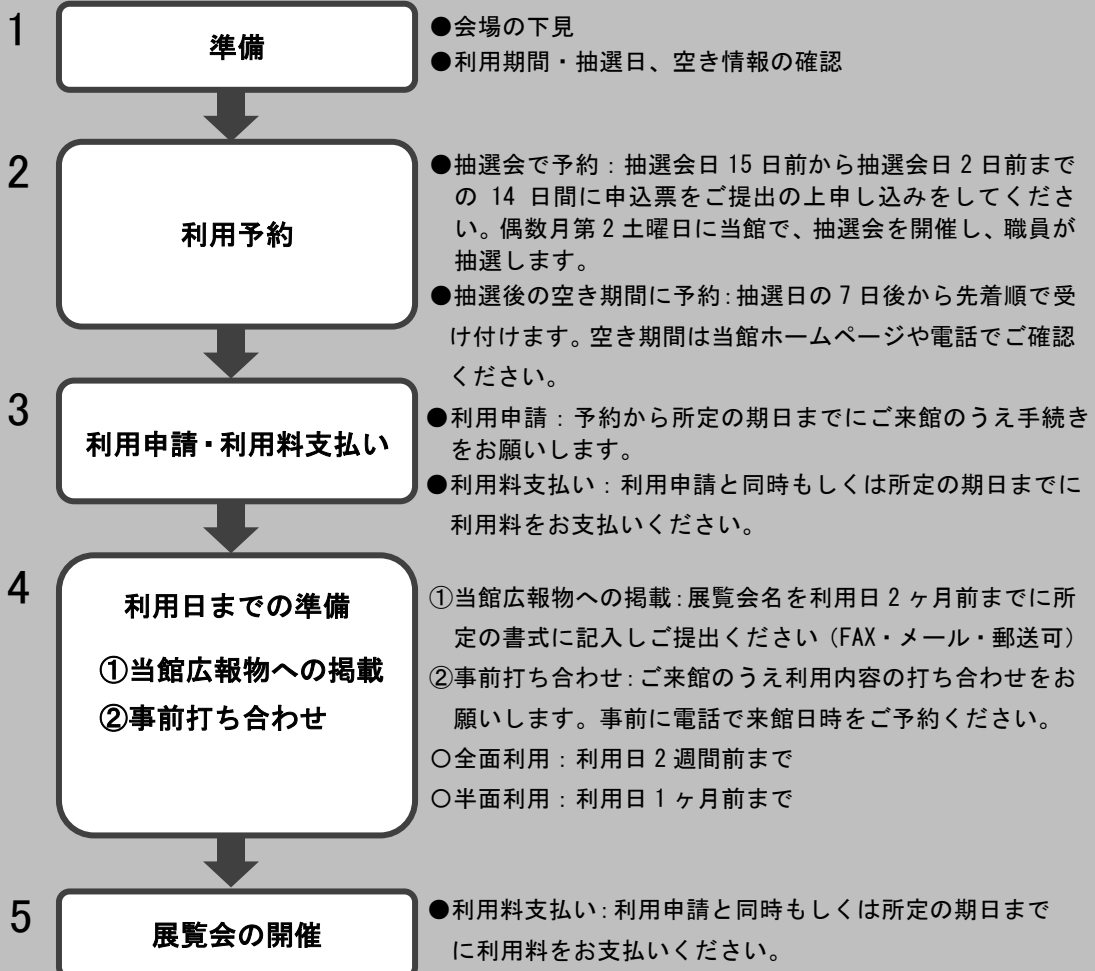 1
準備
●会場の下見
●利用期間・抽選日、空き情報の確認
2
利用予約
●抽選会で予約：抽選会日 15 日前から抽選会日 2 日前まで
の 14 日間に申込票をご提出の上申し込みをしてくださ
い。偶数月第 2 土曜日に当館で、抽選会を開催し、職員が
抽選します。
●抽選後の空き期間に予約：抽選日の 7 日後から先着順で受
け付けます。空き期間は当館ホームページや電話でご確認
ください。
3
利用申請・利用料支払い
●利用申請：予約から所定の期日までにご来館のうえ手続き
をお願いします。
●利用料支払い：利用申請と同時もしくは所定の期日までに
利用料をお支払いください。
4
利用日までの準備
①当館広報物への掲載
②事前打ち合わせ
①当館広報物への掲載：展覧会名を利用日 2 ヶ月前までに所
定の書式に記入しご提出ください（FAX・メール・郵送可）
②事前打ち合わせ：ご来館のうえ利用内容の打ち合わせをお
願いします。事前に電話で来館日時をご予約ください。
〇全面利用：利用日 2 週間前まで
〇半面利用：利用日 1 ヶ月前まで
5
展覧会の開催
●利用料支払い：利用申請と同時もしくは所定の期日まで
に利用料をお支払いください。